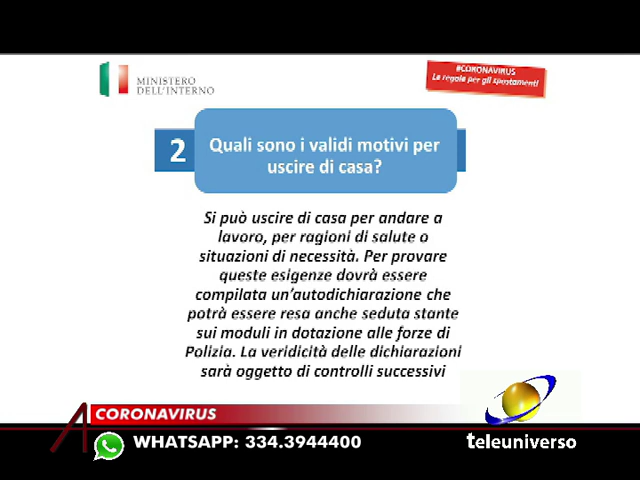 MINISTERO
DELL'INTERNO
#CORONAVIRUS
Le regole per gli spostamenti
2
Quali sono i validi motivi per
uscire di casa?
Si può uscire di casa per andare a
lavoro, per ragioni di salute o
situazioni di necessità. Per provare
queste esigenze dovrà essere
compilata un'autodichiarazione che
potrà essere resa anche seduta stante
sui moduli in dotazione alle forze di
Polizia. La veridicità delle dichiarazioni
sarà oggetto di controlli successivi
CORONAVIRUS
WHATSAPP: 334.3944400
teleuniverso